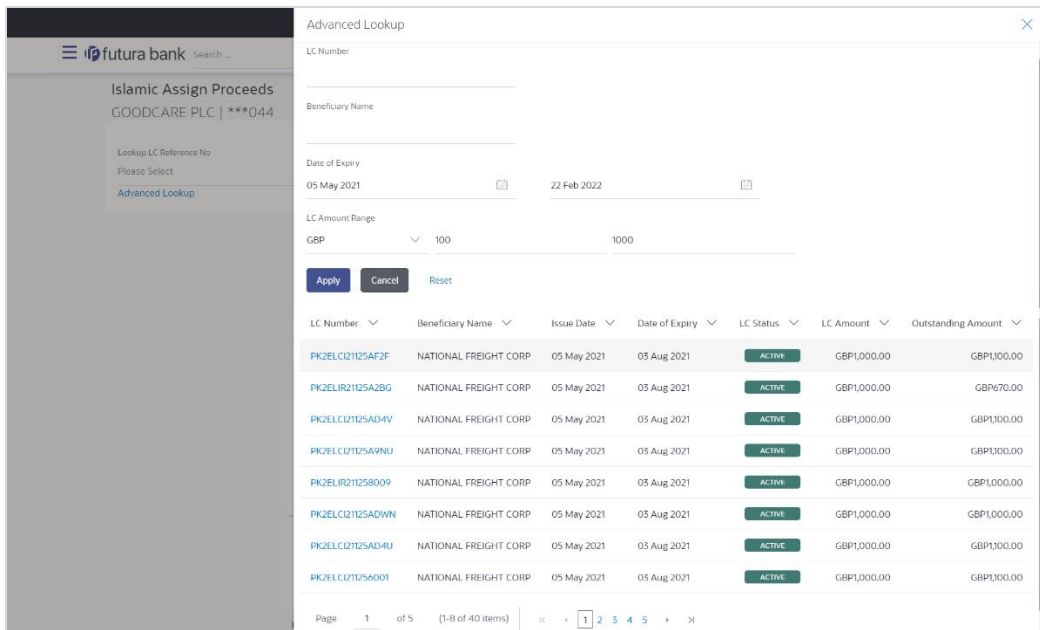 Advanced Lookup
futura bank Search ...
LC Number
Islamic Assign Proceeds
GOODCARE PLC | ***044
Beneficiary Name
Lookup LC Reference No
Please Select
Advanced Lookup
Date of Expiry
05 May 2021 22 Feb 2022
LC Amount Range
GBP 100 1000
Apply Cancel Reset
LC Number Beneficiary Name Issue Date Date of Expiry LC Status LC Amount Outstanding Amount
PK2ELCI21125AF2F NATIONAL FREIGHT CORP 05 May 2021 03 Aug 2021 ACTIVE GBP1,000.00 GBP1,100.00
PK2ELIR21125A2BG NATIONAL FREIGHT CORP 05 May 2021 03 Aug 2021 ACTIVE GBP1,000.00 GBP670.00
PK2ELCI21125AD4V NATIONAL FREIGHT CORP 05 May 2021 03 Aug 2021 ACTIVE GBP1,000.00 GBP1,100.00
PK2ELCI21125A9NU NATIONAL FREIGHT CORP 05 May 2021 03 Aug 2021 ACTIVE GBP1,000.00 GBP1,100.00
PK2ELIR211258009 NATIONAL FREIGHT CORP 05 May 2021 03 Aug 2021 ACTIVE GBP1,000.00 GBP1,000.00
PK2ELCI21125ADWN NATIONAL FREIGHT CORP 05 May 2021 03 Aug 2021 ACTIVE GBP1,000.00 GBP1,000.00
PK2ELCI21125AD4U NATIONAL FREIGHT CORP 05 May 2021 03 Aug 2021 ACTIVE GBP1,000.00 GBP1,100.00
PK2ELCI211256001 NATIONAL FREIGHT CORP 05 May 2021 03 Aug 2021 ACTIVE GBP1,000.00 GBP1,100.00
Page 1 of 5 (1-8 of 40 items) 1 2 3 4 5